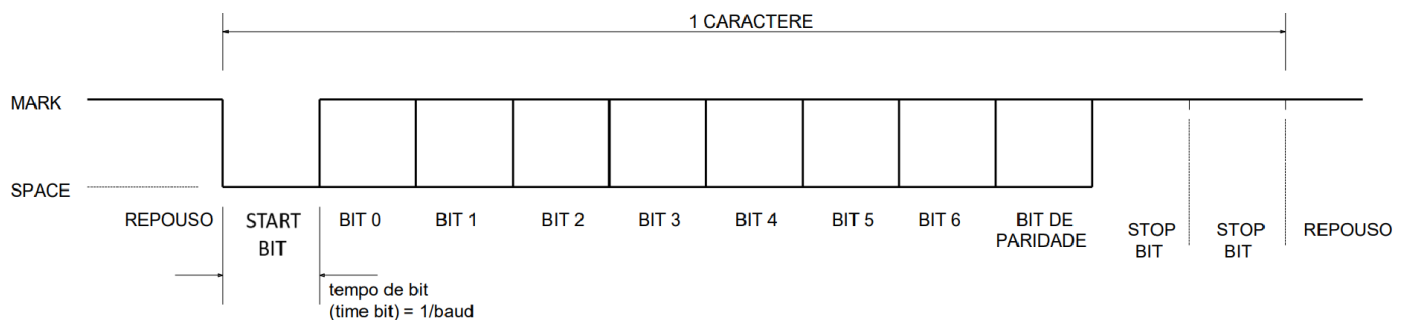 1 CARACTERE
MARK
SPACE
REPOUSO
START
BIT
BIT 0
BIT 1
BIT 2
BIT 3
BIT 4
BIT 5
BIT 6
BIT DE
PARIDADE
STOP
BIT
STOP
BIT
REPOUSO
tempo de bit
(time bit) = 1/baud